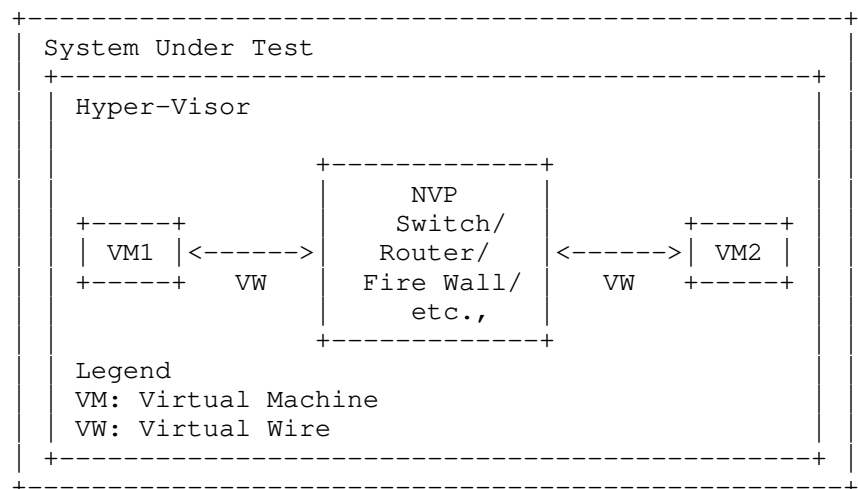 System Under Test
Hyper-Visor
NVP
Switch/
VM1 <------> Router/ <------> VM2
VW Fire Wall/ VW
etc.,
Legend
VM: Virtual Machine
VW: Virtual Wire